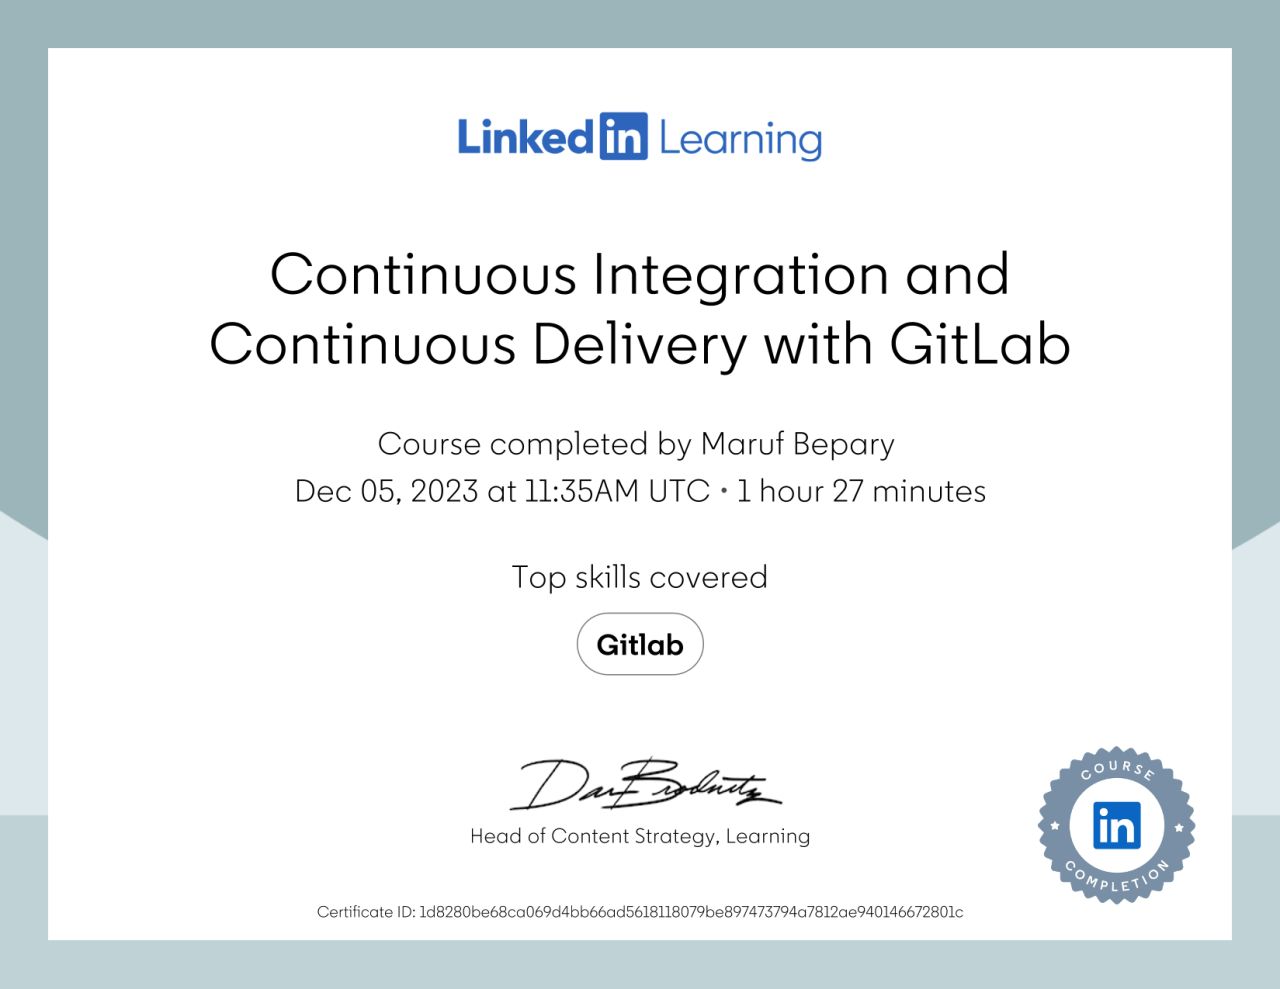 Linked in Learning
Continuous Integration and
Continuous Delivery with GitLab
Course completed by Maruf Bepary
Dec 05, 2023 at 11:35AM UTC • 1 hour 27 minutes
Top skills covered
Gitlab
Dan Brodnitz
Head of Content Strategy, Learning
COURSE
in
COMPLETION
Certificate ID: 1d8280be68ca069d4bb66ad5618118079be897473794a7812ae940146672801c